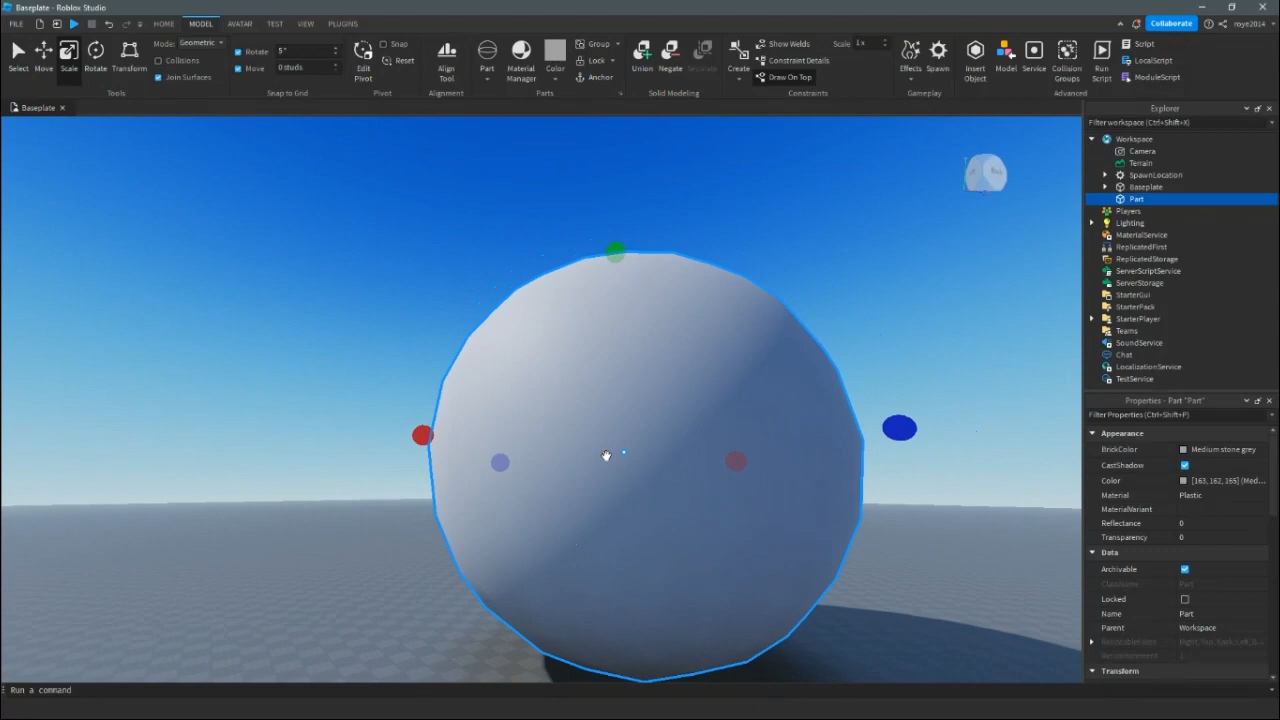 Baseplate - Roblox Studio
FILE HOME MODEL AVATAR TEST VIEW PLUGINS Collaborate roye2014
Mode: Geometric Rotate 5° Snap Group Show Welds Scale 1x Script
Collisions Move 0 studs Reset Lock Constraint Details LocalScript
Join Surfaces Anchor Draw On Top ModuleScript
Select Move Scale Rotate Transform Edit Pivot Align Tool Part Material Manager Color Union Negate Separate Create Effects Spawn Insert Object Model Service Collision Groups Run Script
Tools Snap to Grid Pivot Alignment Parts Solid Modeling Constraints Gameplay Advanced
Baseplate
Explorer
Filter workspace (Ctrl+Shift+X)
Workspace
Camera
Terrain
SpawnLocation
Baseplate
Part
Players
Lighting
MaterialService
ReplicatedFirst
ReplicatedStorage
ServerScriptService
ServerStorage
StarterGui
StarterPack
StarterPlayer
Teams
SoundService
Chat
LocalizationService
TestService
Properties - Part "Part"
Filter Properties (Ctrl+Shift+P)
Appearance
BrickColor Medium stone grey
CastShadow
Color [163, 162, 165] (Med...
Material Plastic
MaterialVariant
Reflectance 0
Transparency 0
Data
Archivable
ClassName Part
Locked
Name Part
Parent Workspace
Transform
Run a command